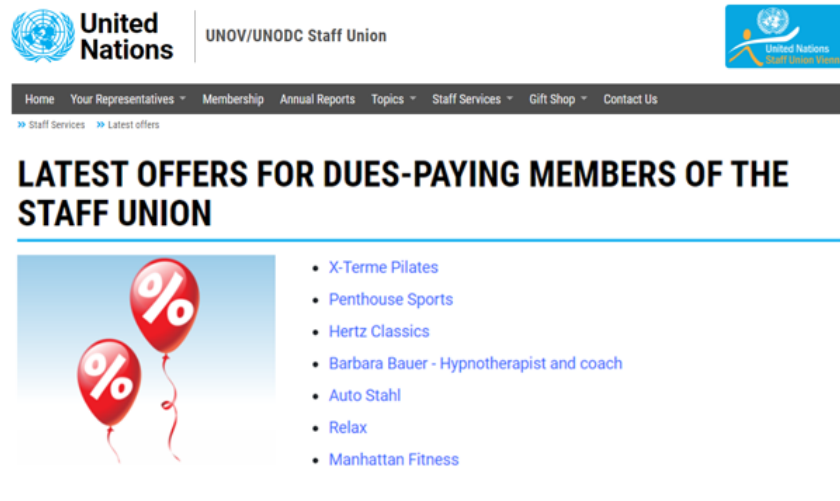 United
Nations
UNOV/UNODC Staff Union
United Nations
Staff Union Vienn
Home Your Representatives Membership Annual Reports Topics Staff Services Gift Shop Contact Us
Staff Services Latest offers
LATEST OFFERS FOR DUES-PAYING MEMBERS OF THE
STAFF UNION
%
%
X-Terme Pilates
Penthouse Sports
Hertz Classics
Barbara Bauer - Hypnotherapist and coach
Auto Stahl
Relax
Manhattan Fitness